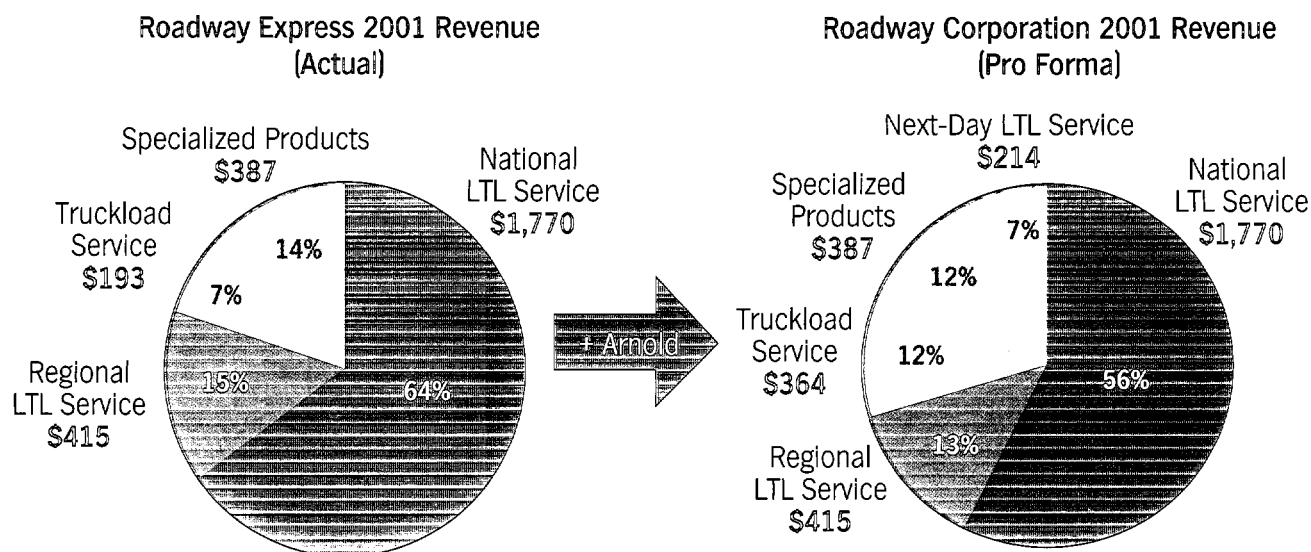 Roadway Express 2001 Revenue
(Actual)
Specialized Products
$387
National
LTL Service
$1,770
Truckload
Service
$193
14%
7%
Regional
LTL Service
$415
15%
64%
+ Arnold
Roadway Corporation 2001 Revenue
(Pro Forma)
Next-Day LTL Service
$214
National
LTL Service
$1,770
Specialized
Products
$387
7%
12%
Truckload
Service
$364
12%
56%
13%
Regional
LTL Service
$415